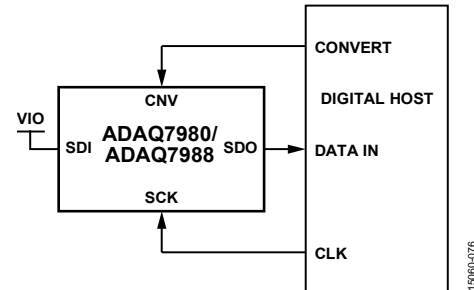 CONVERT
CNV
DIGITAL HOST
VIO
SDI
ADAQ7980/
ADAQ7988
SDO
DATA IN
SCK
CLK
15060-076